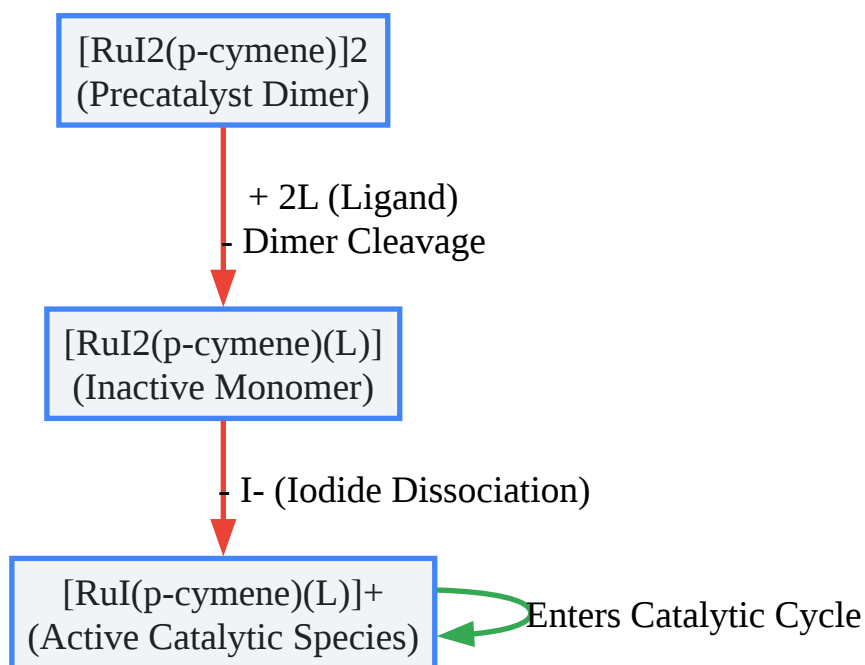 [RuI2(p-cymene)]2
(Precatalyst Dimer)
+ 2L (Ligand)
- Dimer Cleavage
[RuI2(p-cymene)(L)]
(Inactive Monomer)
- I- (Iodide Dissociation)
[RuI(p-cymene)(L)]+
(Active Catalytic Species)
Enters Catalytic Cycle